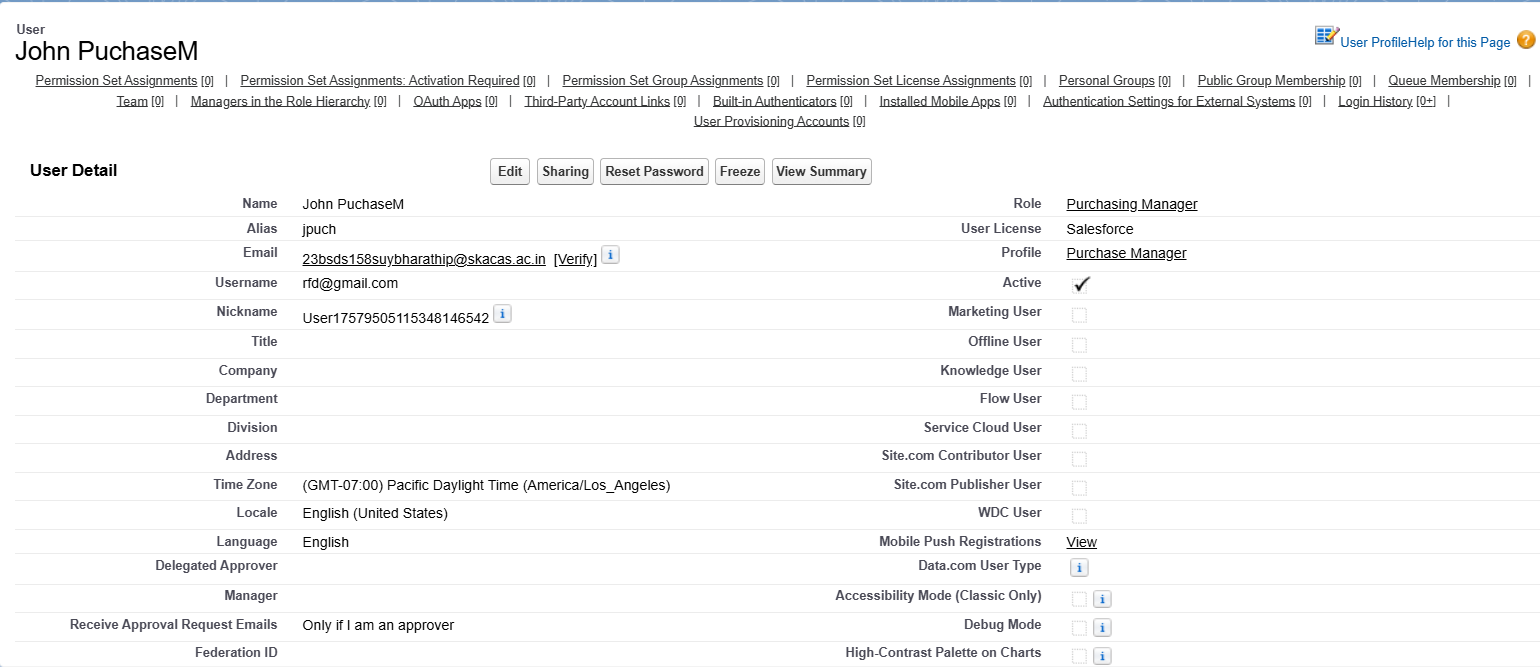 User
John PuchaseM
User ProfileHelp for this Page ?
Permission Set Assignments [0] | Permission Set Assignments: Activation Required [0] | Permission Set Group Assignments [0] | Permission Set License Assignments [0] | Personal Groups [0] | Public Group Membership [0] | Queue Membership [0] |
Team [0] | Managers in the Role Hierarchy [0] | OAuth Apps [0] | Third-Party Account Links [0] | Built-in Authenticators [0] | Installed Mobile Apps [0] | Authentication Settings for External Systems [0] | Login History [0+] |
User Provisioning Accounts [0]
User Detail Edit Sharing Reset Password Freeze View Summary
Name John PuchaseM Role Purchasing Manager
Alias jpuch User License Salesforce
Email 23bsds158suybharathip@skacas.ac.in [Verify] i Profile Purchase Manager
Username rfd@gmail.com Active
Nickname User17579505115348146542 i Marketing User
Title Offline User
Company Knowledge User
Department Flow User
Division Service Cloud User
Address Site.com Contributor User
Time Zone (GMT-07:00) Pacific Daylight Time (America/Los_Angeles) Site.com Publisher User
Locale English (United States) WDC User
Language English Mobile Push Registrations View
Delegated Approver Data.com User Type i
Manager Accessibility Mode (Classic Only) i
Receive Approval Request Emails Only if I am an approver Debug Mode i
Federation ID High-Contrast Palette on Charts i